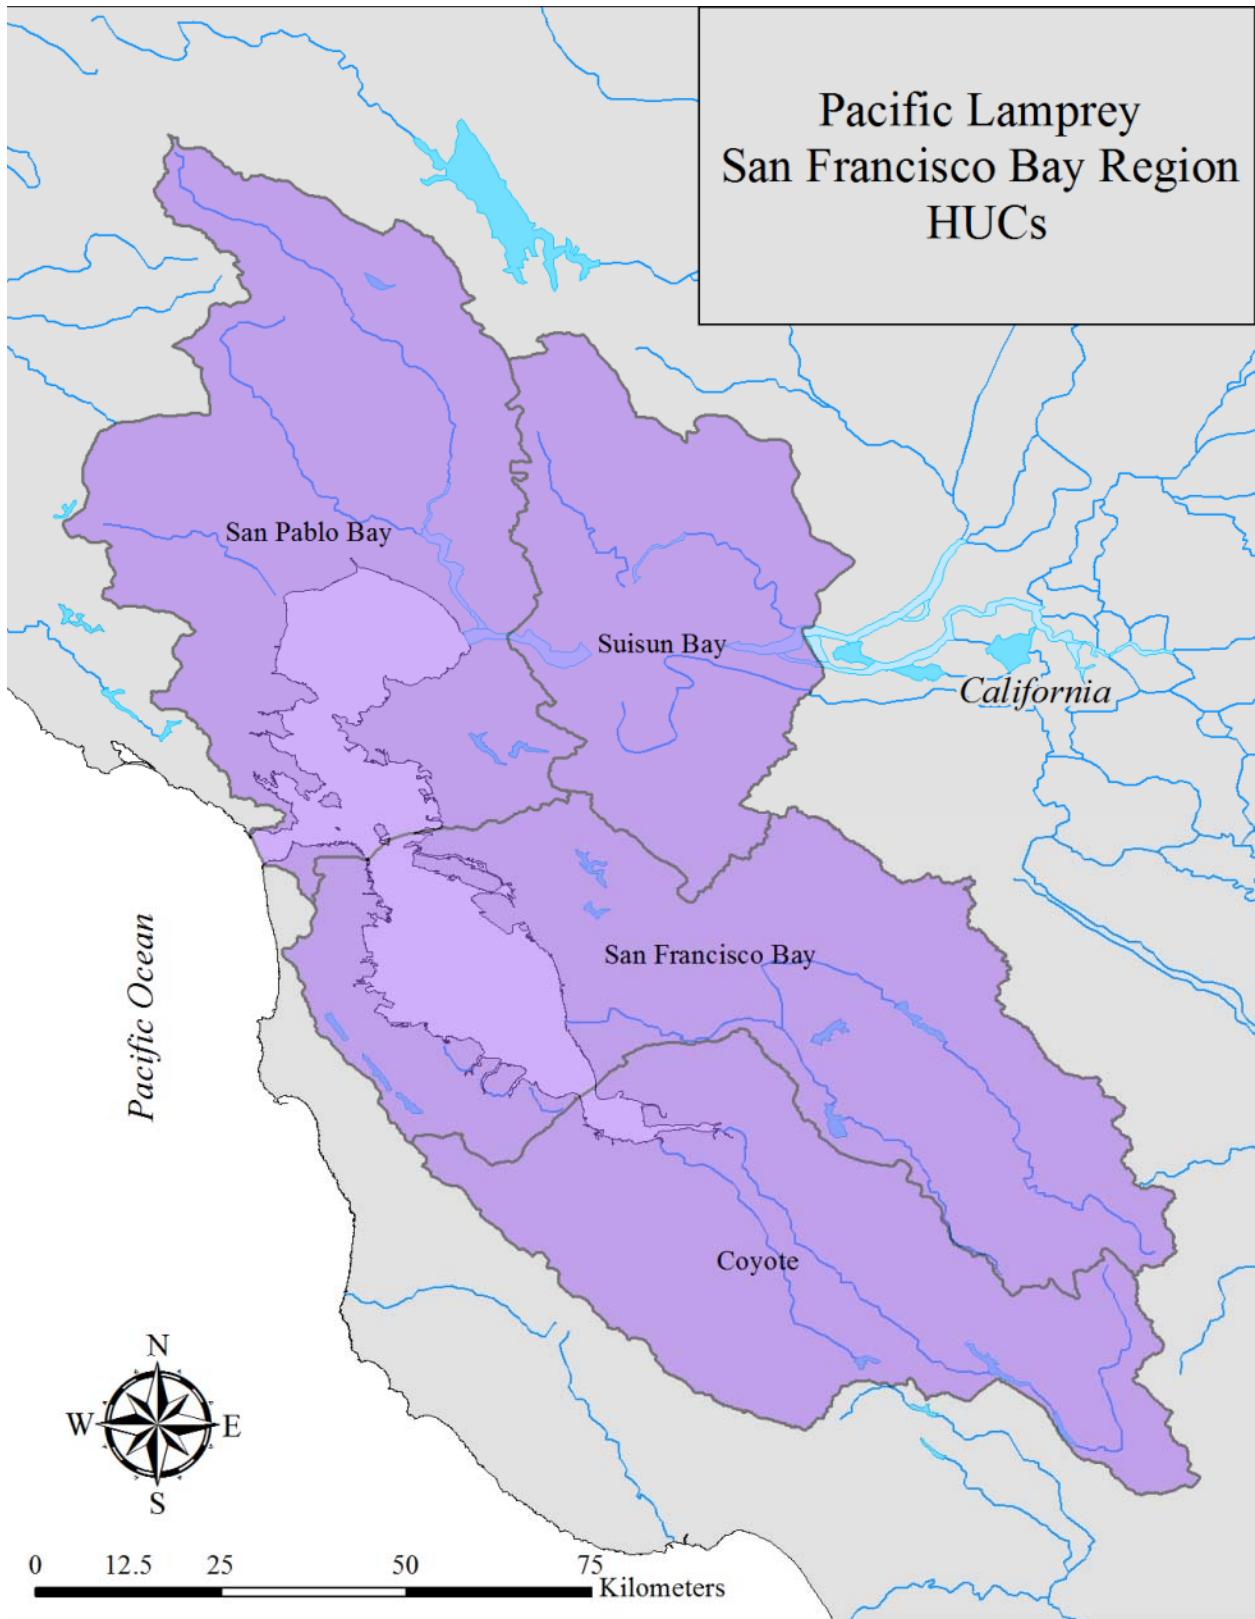 Pacific Lamprey
San Francisco Bay Region
HUCs
San Pablo Bay
Suisun Bay
California
San Francisco Bay
Pacific Ocean
Coyote
N
W
E
S
0 12.5 25 50 75
Kilometers